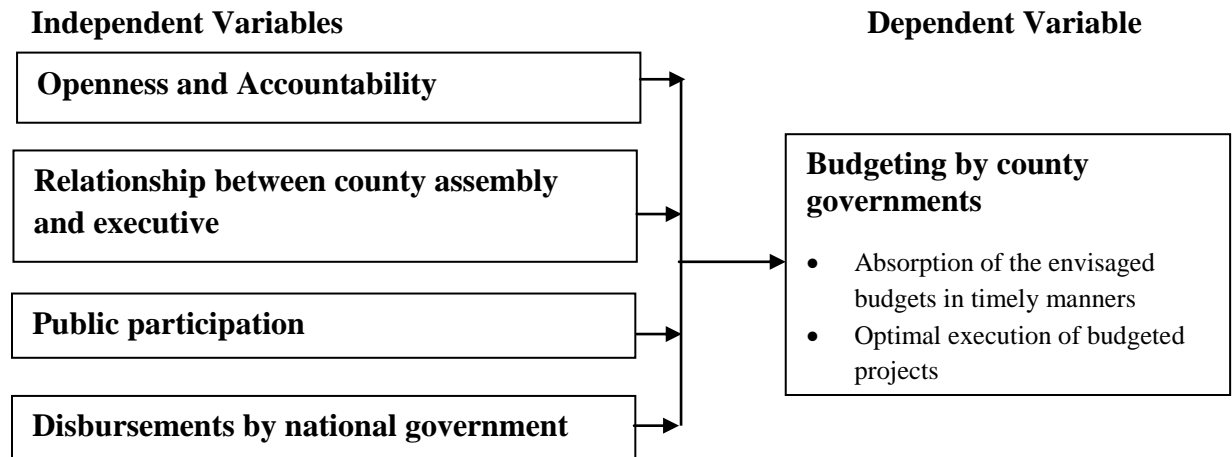 Independent Variables
Dependent Variable
Openness and Accountability
Relationship between county assembly
and executive
Public participation
Disbursements by national government
Budgeting by county
governments
• Absorption of the envisaged
budgets in timely manners
• Optimal execution of budgeted
projects